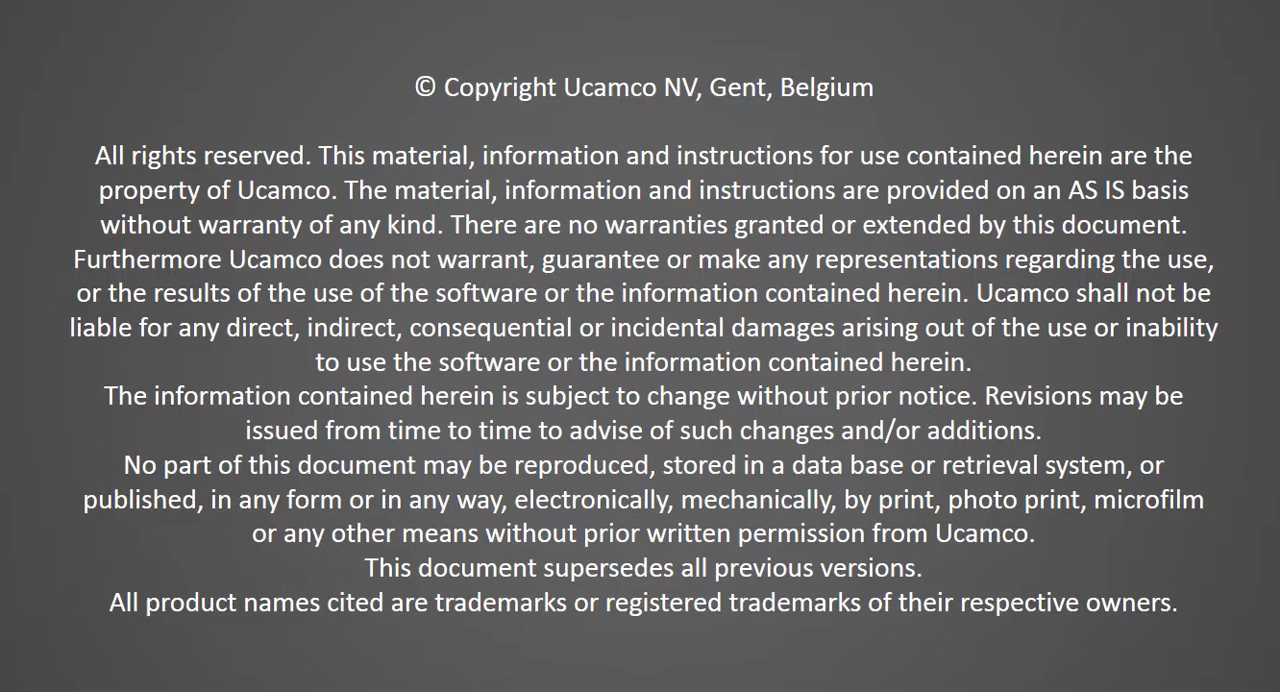 © Copyright Ucamco NV, Gent, Belgium
All rights reserved. This material, information and instructions for use contained herein are the
property of Ucamco. The material, information and instructions are provided on an AS IS basis
without warranty of any kind. There are no warranties granted or extended by this document.
Furthermore Ucamco does not warrant, guarantee or make any representations regarding the use,
or the results of the use of the software or the information contained herein. Ucamco shall not be
liable for any direct, indirect, consequential or incidental damages arising out of the use or inability
to use the software or the information contained herein.
The information contained herein is subject to change without prior notice. Revisions may be
issued from time to time to advise of such changes and/or additions.
No part of this document may be reproduced, stored in a data base or retrieval system, or
published, in any form or in any way, electronically, mechanically, by print, photo print, microfilm
or any other means without prior written permission from Ucamco.
This document supersedes all previous versions.
All product names cited are trademarks or registered trademarks of their respective owners.